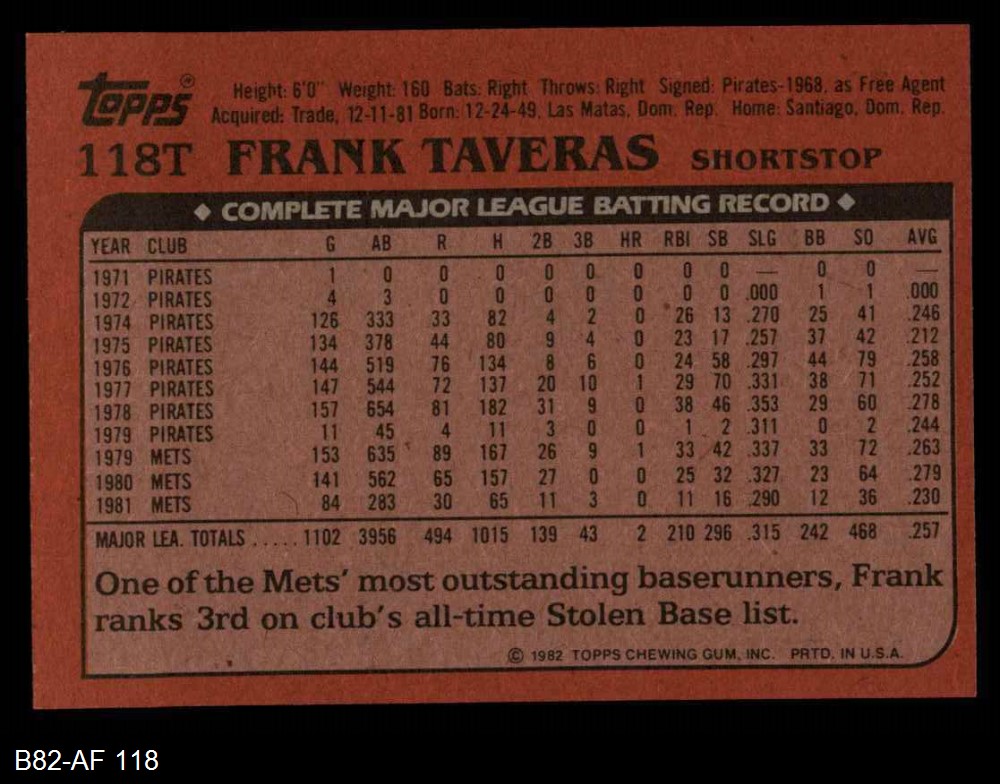 Topps® Height: 6'0" Weight: 160 Bats: Right Throws: Right Signed: Pirates-1968, as Free Agent
Acquired: Trade, 12-11-81 Born: 12-24-49, Las Matas, Dom. Rep. Home: Santiago, Dom. Rep.
118T FRANK TAVERAS SHORTSTOP
◆ COMPLETE MAJOR LEAGUE BATTING RECORD ◆
YEAR CLUB G AB R H 2B 3B HR RBI SB SLG BB SO AVG
1971 PIRATES 1 0 0 0 0 0 0 0 0 — 0 0 —
1972 PIRATES 4 3 0 0 0 0 0 0 0 .000 1 1 .000
1974 PIRATES 126 333 33 82 4 2 0 26 13 .270 25 41 .246
1975 PIRATES 134 378 44 80 9 4 0 23 17 .257 37 42 .212
1976 PIRATES 144 519 76 134 8 6 0 24 58 .297 44 79 .258
1977 PIRATES 147 544 72 137 20 10 1 29 70 .331 38 71 .252
1978 PIRATES 157 654 81 182 31 9 0 38 46 .353 29 60 .278
1979 PIRATES 11 45 4 11 3 0 0 1 2 .311 0 2 .244
1979 METS 153 635 89 167 26 9 1 33 42 .337 33 72 .263
1980 METS 141 562 65 157 27 0 0 25 32 .327 23 64 .279
1981 METS 84 283 30 65 11 3 0 11 16 .290 12 36 .230
MAJOR LEA. TOTALS ..... 1102 3956 494 1015 139 43 2 210 296 .315 242 468 .257
One of the Mets' most outstanding baserunners, Frank
ranks 3rd on club's all-time Stolen Base list.
© 1982 TOPPS CHEWING GUM, INC. PRTD. IN U.S.A.
B82-AF 118